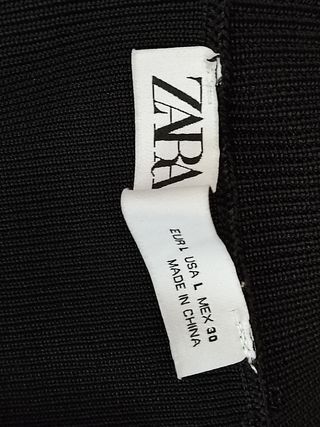 ZARA
EUR L USA L MEX 30
MADE IN CHINA